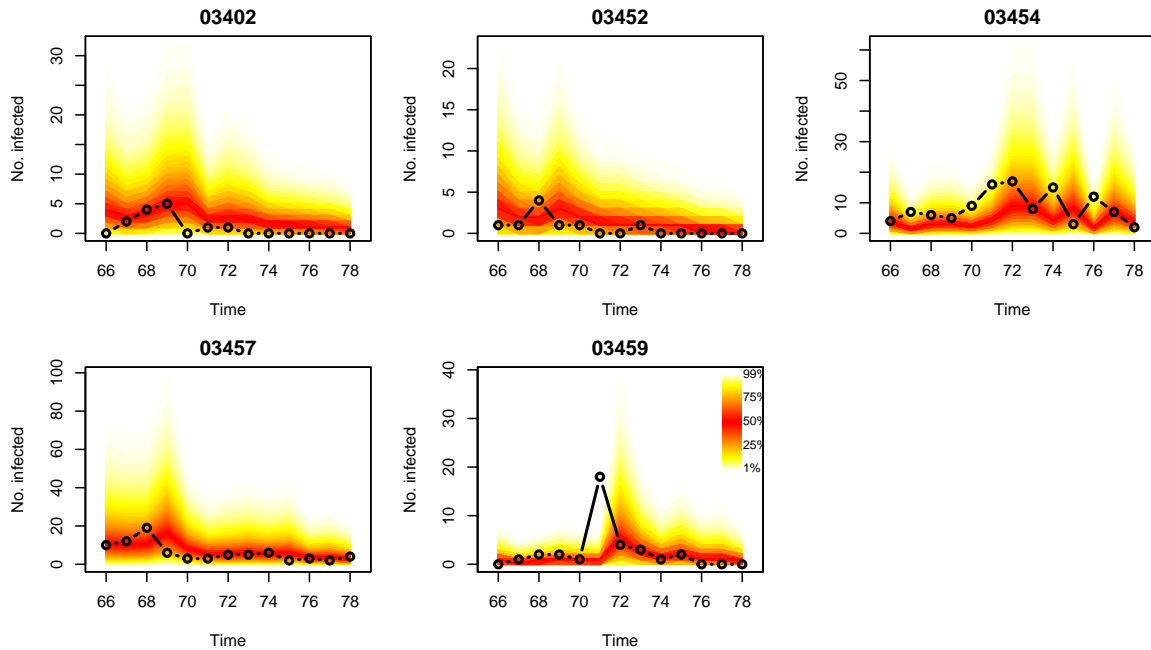 03402
No. infected
0 5 10 20 30
66 68 70 72 74 76 78
Time
03452
No. infected
0 5 10 15 20
66 68 70 72 74 76 78
Time
03454
No. infected
0 10 30 50
66 68 70 72 74 76 78
Time
03457
No. infected
0 20 40 60 80 100
66 68 70 72 74 76 78
Time
03459
No. infected
0 10 20 30 40
66 68 70 72 74 76 78
Time
99%
75%
50%
25%
1%